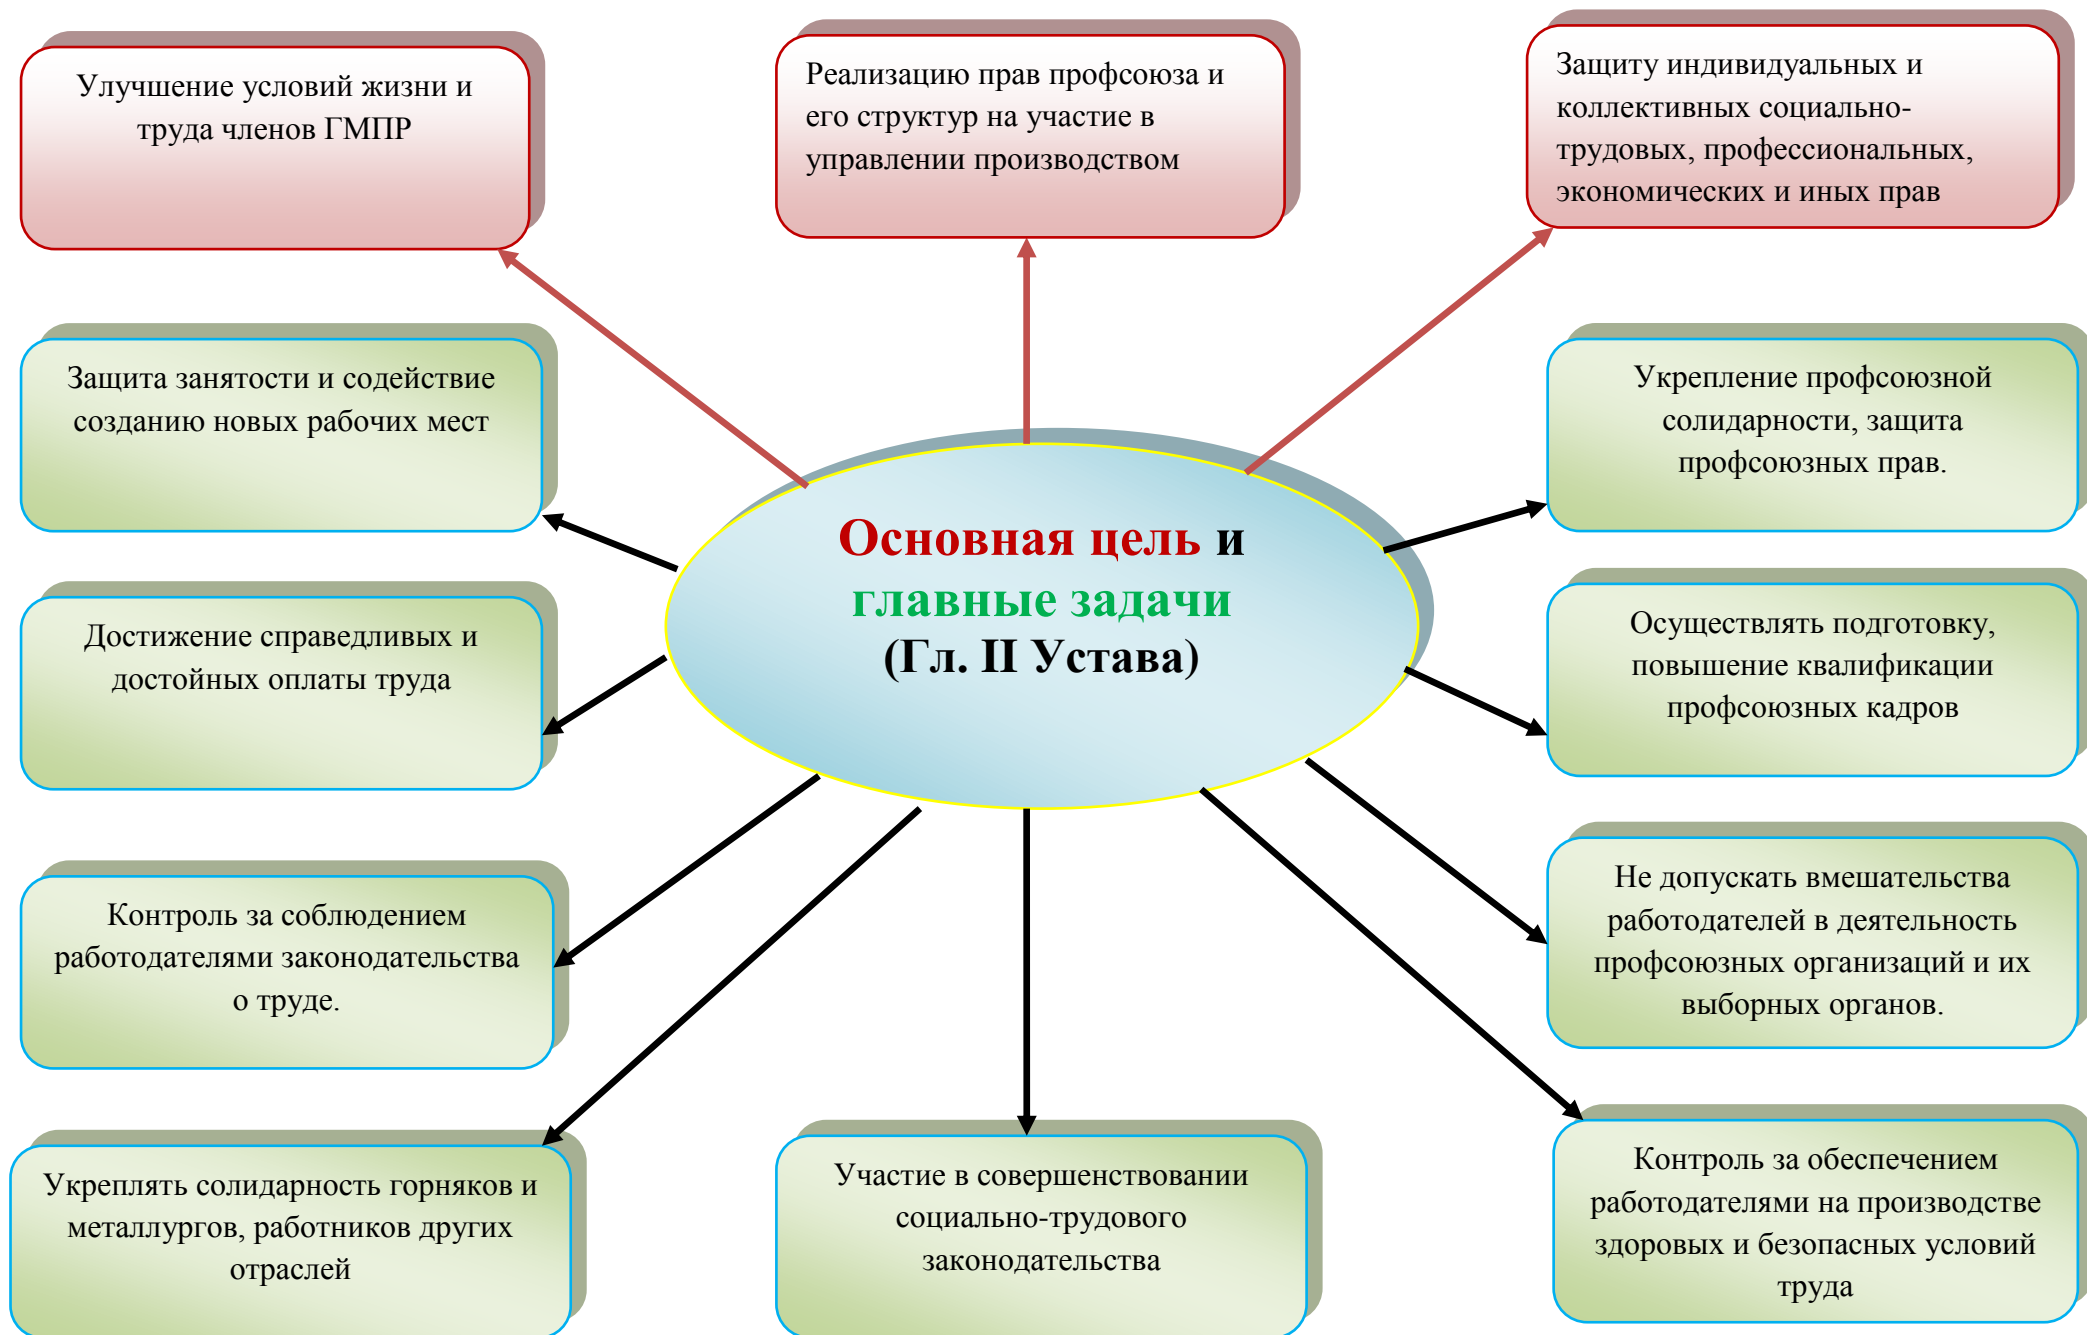 Улучшение условий жизни и
труда членов ГМПР
Реализацию прав профсоюза и
его структур на участие в
управлении производством
Защиту индивидуальных и
коллективных социально-
трудовых, профессиональных,
экономических и иных прав
Защита занятости и содействие
созданию новых рабочих мест
Укрепление профсоюзной
солидарности, защита
профсоюзных прав.
Основная цель и
главные задачи
(Гл. II Устава)
Достижение справедливых и
достойных оплаты труда
Осуществлять подготовку,
повышение квалификации
профсоюзных кадров
Контроль за соблюдением
работодателями законодательства
о труде.
Не допускать вмешательства
работодателей в деятельность
профсоюзных организаций и их
выборных органов.
Укреплять солидарность горняков и
металлургов, работников других
отраслей
Участие в совершенствовании
социально-трудового
законодательства
Контроль за обеспечением
работодателями на производстве
здоровых и безопасных условий
труда